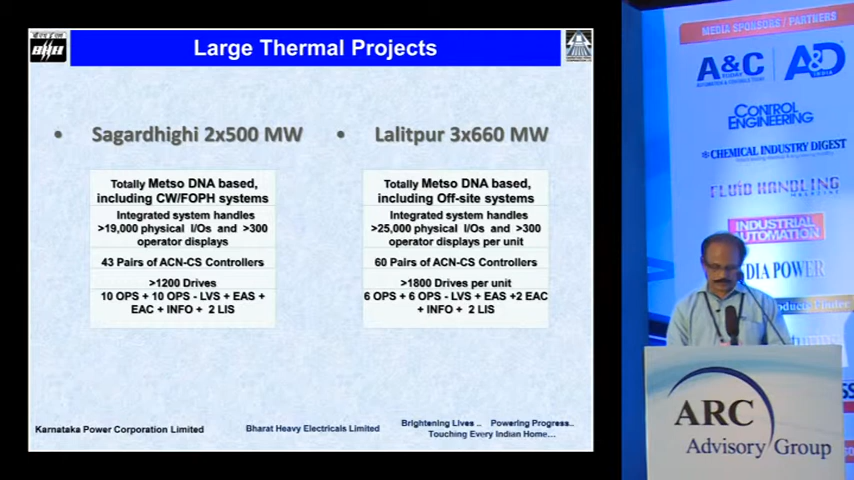 Large Thermal Projects
• Sagardhighi 2x500 MW
Totally Metso DNA based,
including CW/FOPH systems
Integrated system handles
>19,000 physical I/Os and >300
operator displays
43 Pairs of ACN-CS Controllers
>1200 Drives
10 OPS + 10 OPS - LVS + EAS +
EAC + INFO + 2 LIS
• Lalitpur 3x660 MW
Totally Metso DNA based,
including Off-site systems
Integrated system handles
>25,000 physical I/Os and >300
operator displays per unit
60 Pairs of ACN-CS Controllers
>1800 Drives per unit
6 OPS + 6 OPS - LVS + EAS +2 EAC
+ INFO + 2 LIS
Karnataka Power Corporation Limited
Bharat Heavy Electricals Limited
Brightening Lives .. Powering Progress..
Touching Every Indian Home...
MEDIA SPONSORS / PARTNERS
A&C
A&D
INDIA
CONTROL
ENGINEERING
CHEMICAL INDUSTRY DIGEST
FLUID HANDLING
INDUSTRIAL
AUTOMATION
DIA POWER
oducts Finder
ARC
Advisory Group